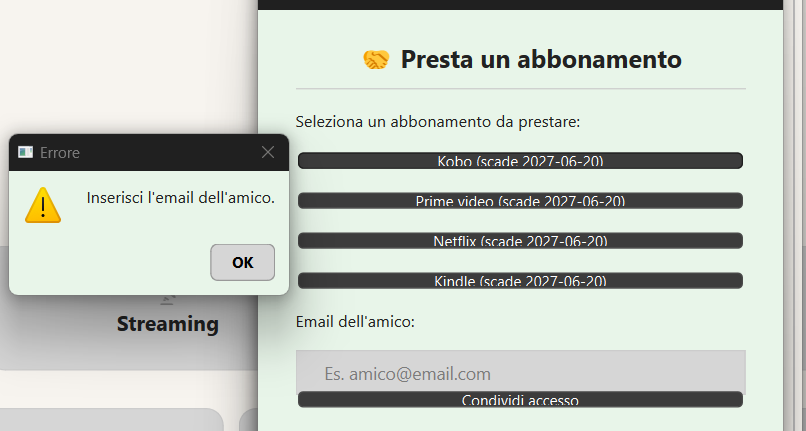 Presta un abbonamento
Seleziona un abbonamento da prestare:
Errore
Kobo (scade 2027-06-20)
Inserisci l'email dell'amico.
Prime video (scade 2027-06-20)
Netflix (scade 2027-06-20)
OK
Kindle (scade 2027-06-20)
Streaming
Email dell'amico:
Es. amico@email.com
Condividi accesso